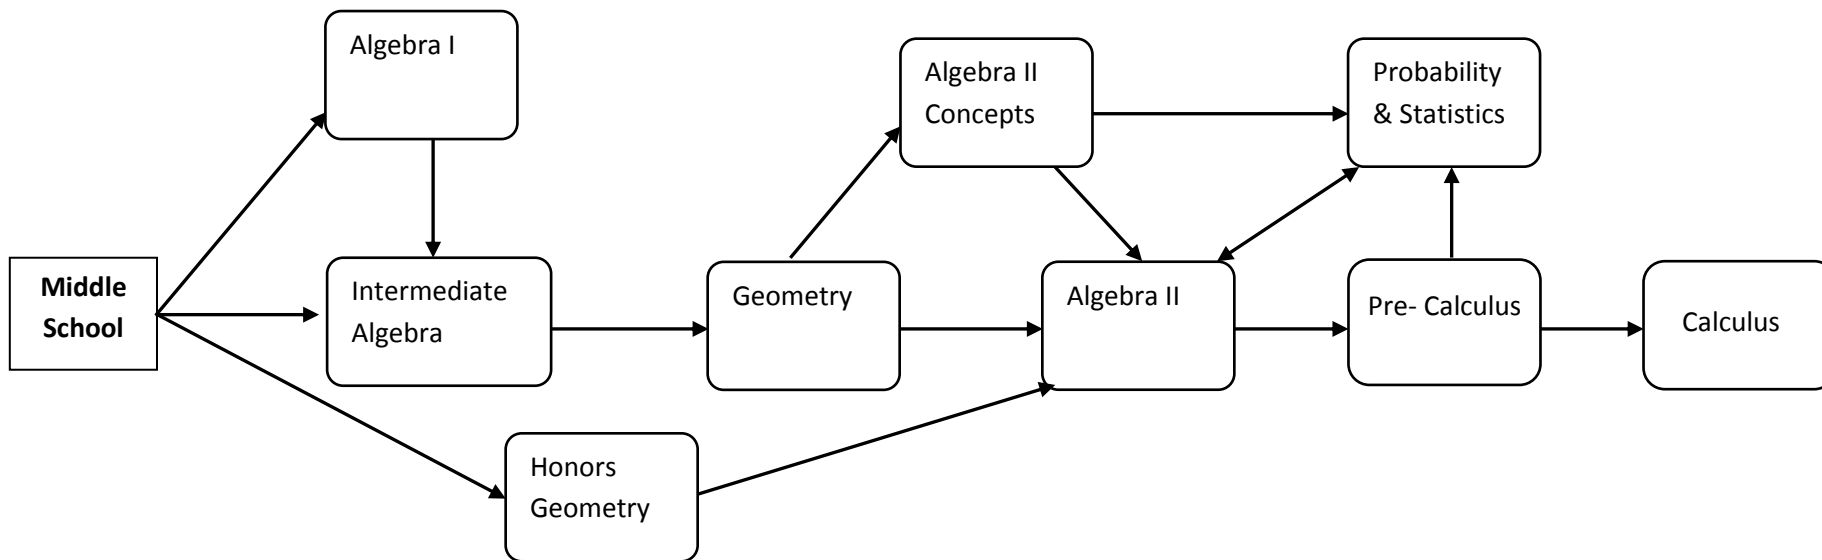 Algebra I
Algebra II
Concepts
Probability
& Statistics
Middle
School
Intermediate
Algebra
Geometry
Algebra II
Pre- Calculus
Calculus
Honors
Geometry